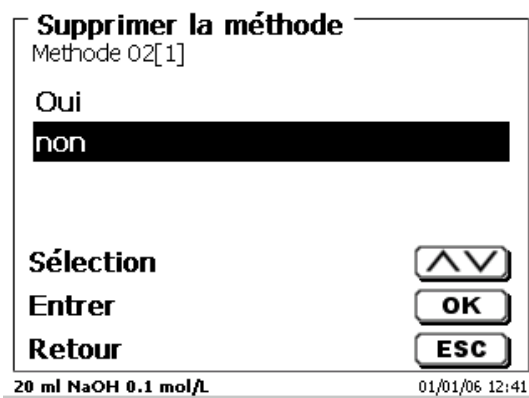 Supprimer la méthode
Methode 02[1]
Oui
non
Sélection
Entrer OK
Retour ESC
20 ml NaOH 0.1 mol/L 01/01/06 12:41